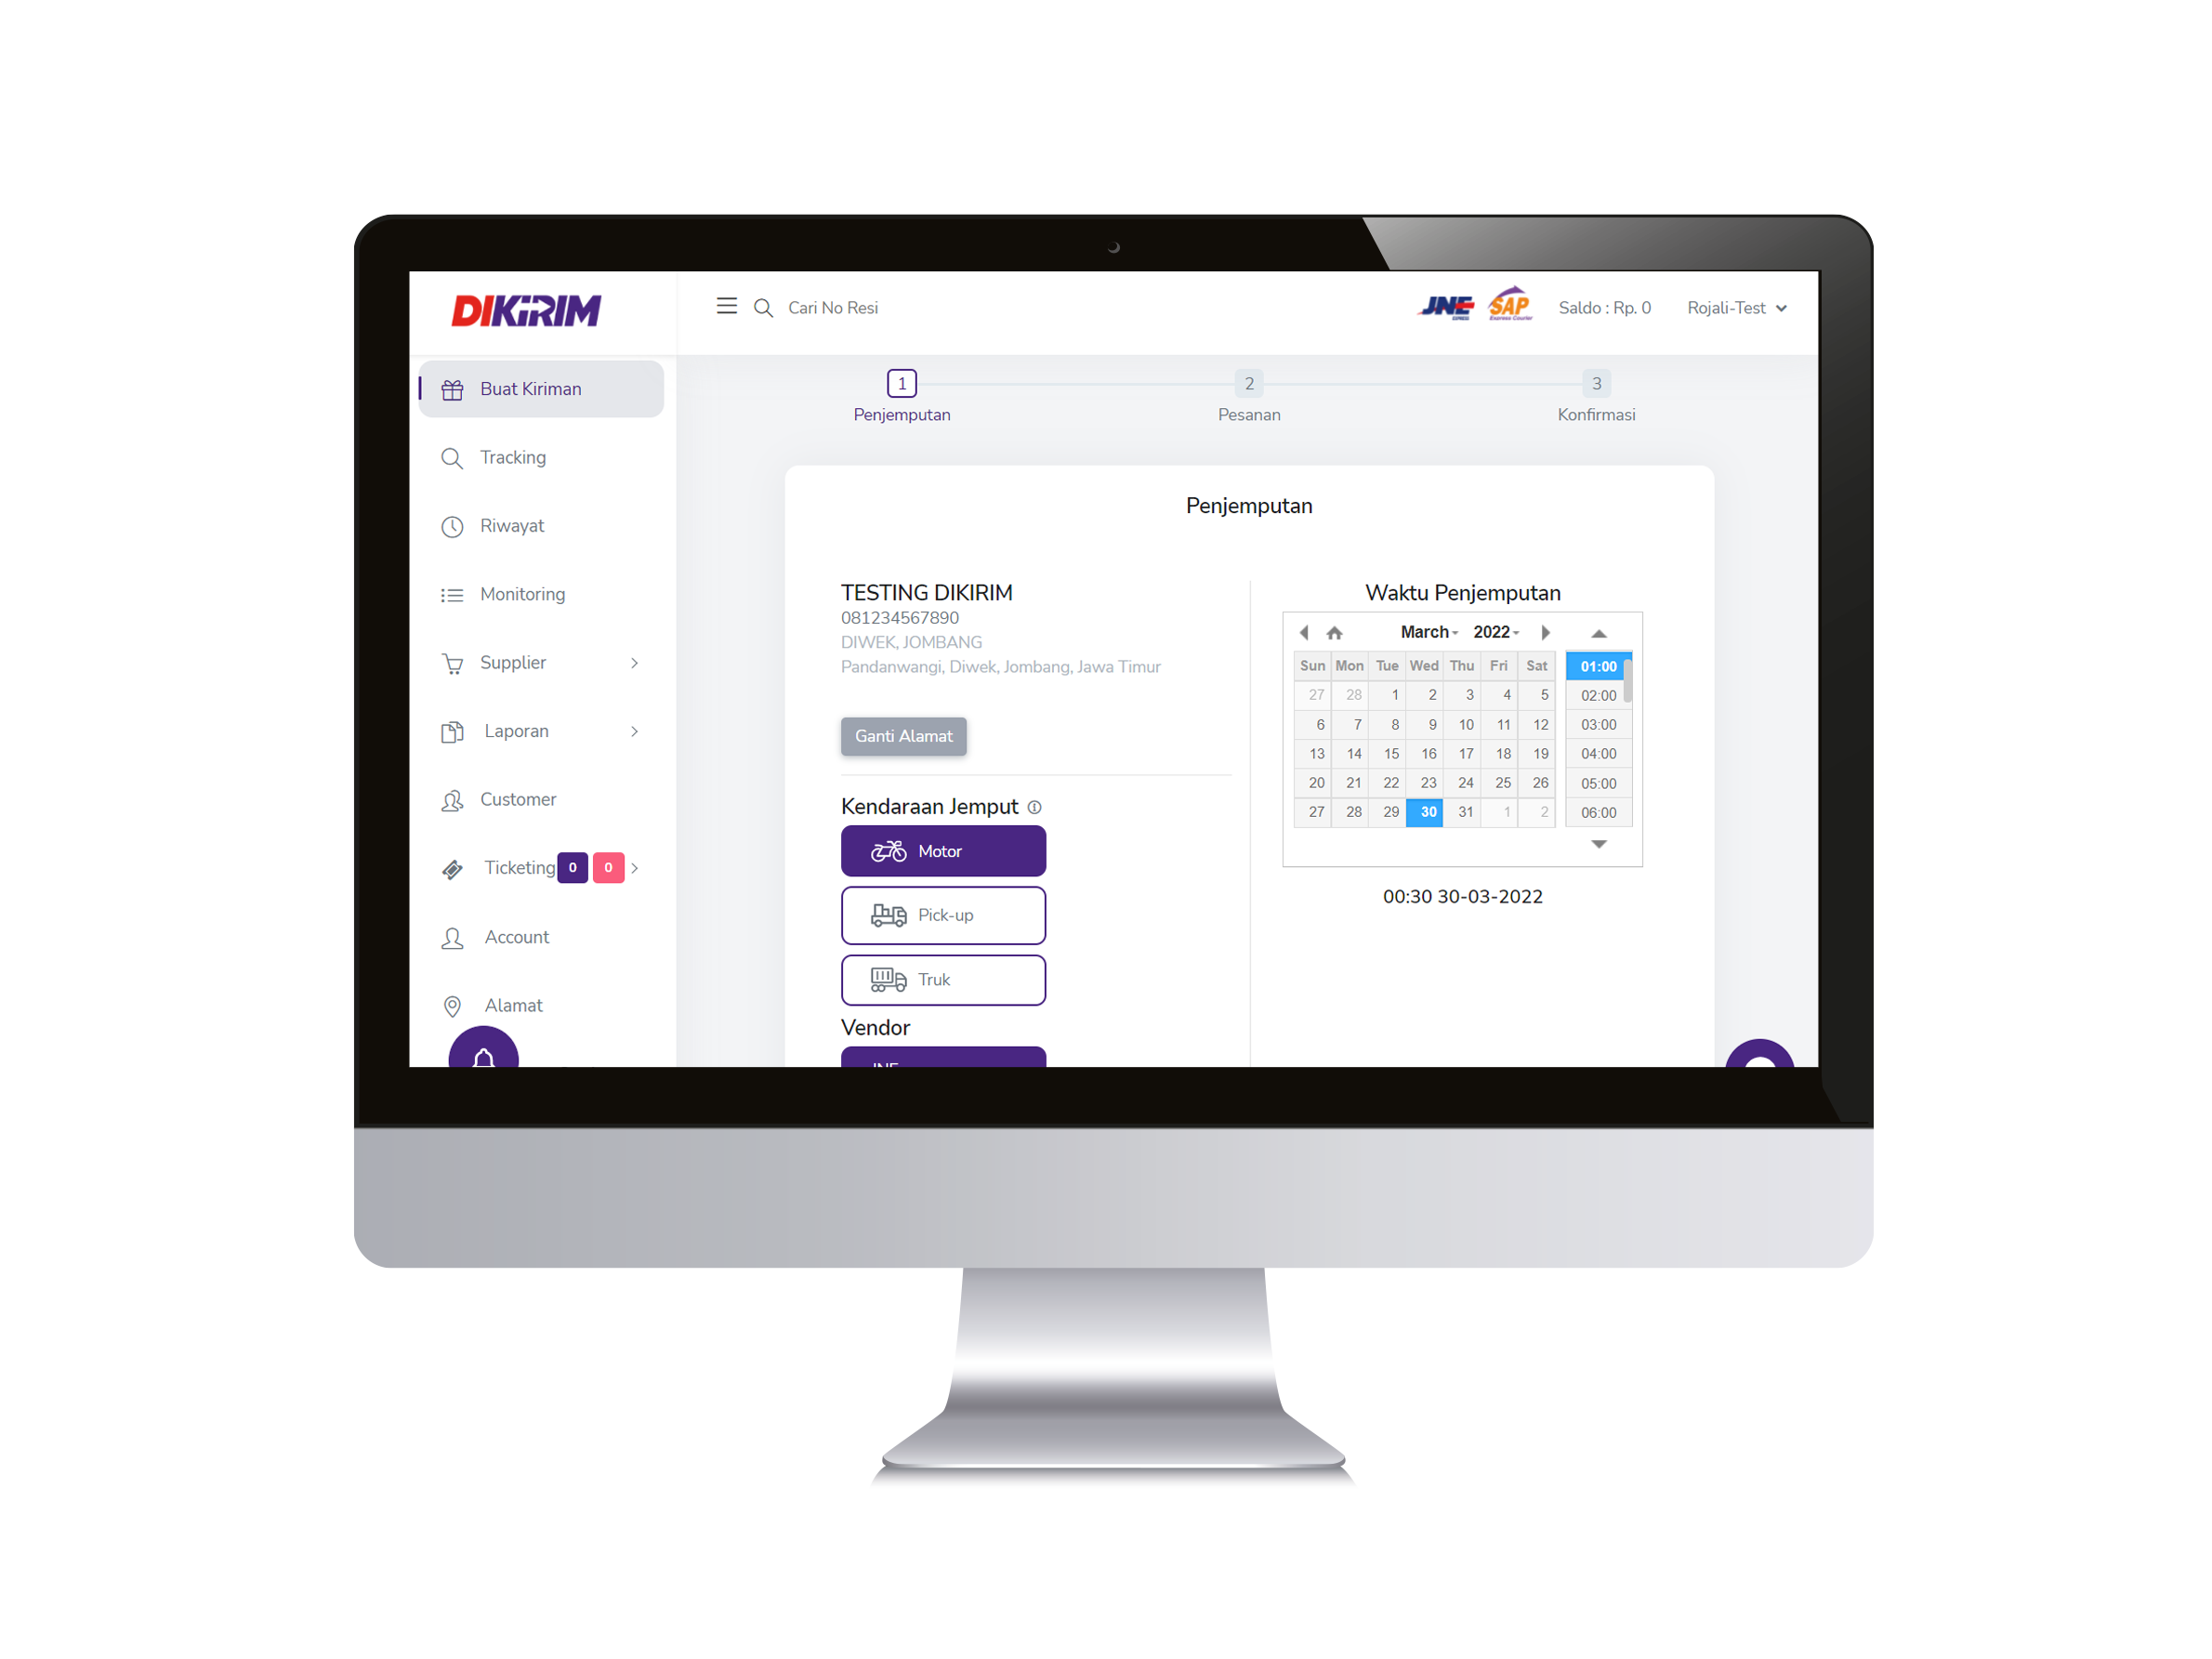 DIKIRIM
Cari No Resi
JNE
EXPRESS
SAP
Express Courier
Saldo : Rp. 0
Rojali-Test
Buat Kiriman
Tracking
Riwayat
Monitoring
Supplier
Laporan
Customer
Ticketing 0 0
Account
Alamat
1 2 3
Penjemputan Pesanan Konfirmasi
Penjemputan
TESTING DIKIRIM
081234567890
DIWEK, JOMBANG
Pandanwangi, Diwek, Jombang, Jawa Timur
Ganti Alamat
Kendaraan Jemput
Motor
Pick-up
Truk
Vendor
JNE
Waktu Penjemputan
March 2022
Sun Mon Tue Wed Thu Fri Sat
27 28 1 2 3 4 5
6 7 8 9 10 11 12
13 14 15 16 17 18 19
20 21 22 23 24 25 26
27 28 29 30 31 1 2
01:00
02:00
03:00
04:00
05:00
06:00
00:30 30-03-2022